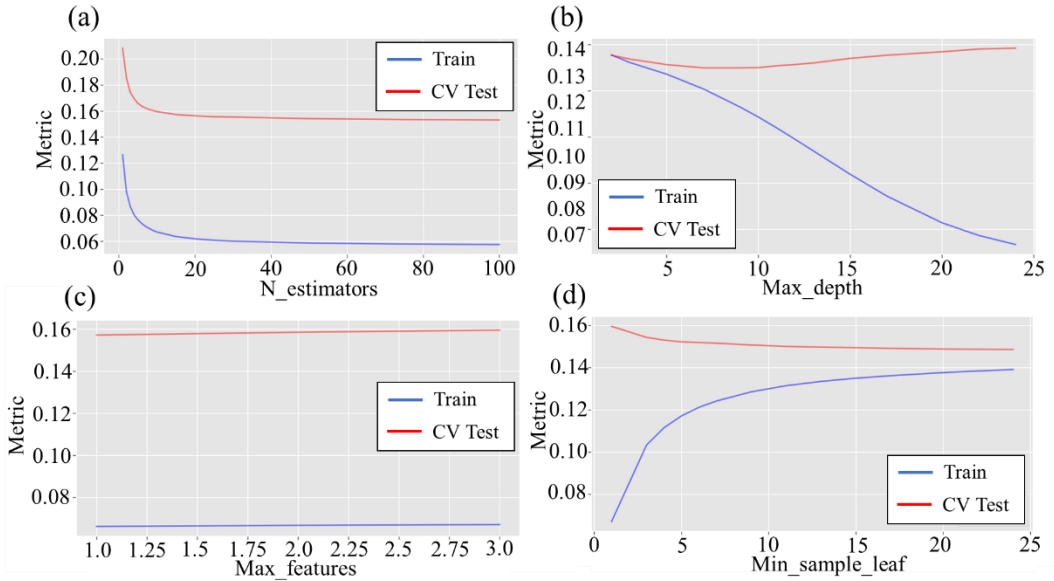 (a)
0.20
0.18
0.16
0.14
0.12
0.10
0.08
0.06
Metric
Train
CV Test
0 20 40 60 80 100
N_estimators
(b)
0.14
0.13
0.12
0.11
0.10
0.09
0.08
0.07
Metric
Train
CV Test
5 10 15 20 25
Max_depth
(c)
0.16
0.14
0.12
0.10
0.08
Metric
Train
CV Test
1.0 1.25 1.50 1.75 2.0 2.25 2.50 2.75 3.0
Max_features
(d)
0.16
0.14
0.12
0.10
0.08
Metric
Train
CV Test
0 5 10 15 20 25
Min_sample_leaf